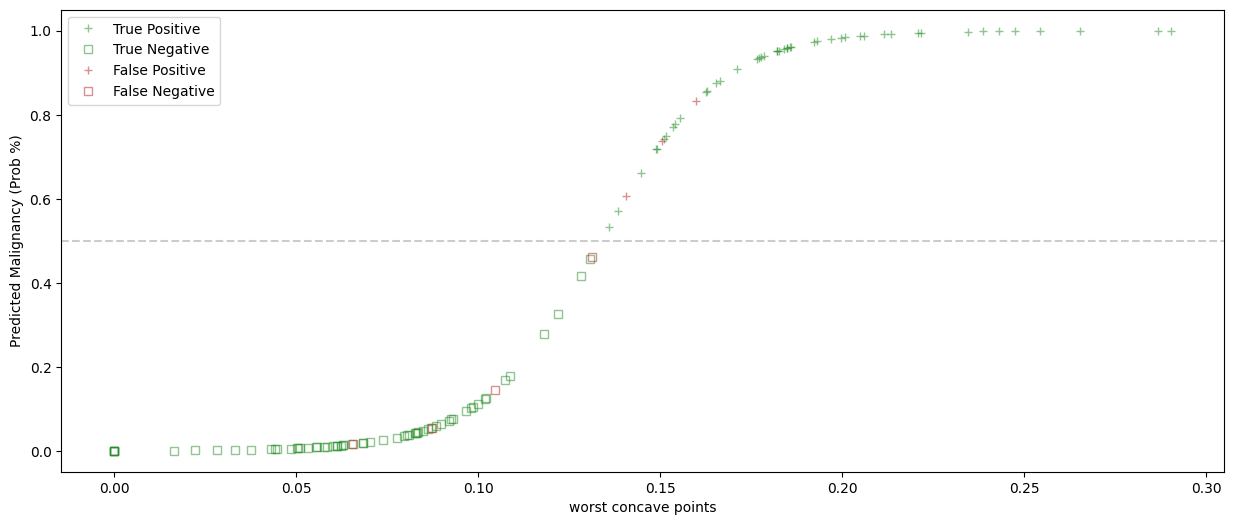 True Positive
True Negative
False Positive
False Negative
1.0
0.8
0.6
0.4
0.2
0.0
Predicted Malignancy (Prob %)
0.00 0.05 0.10 0.15 0.20 0.25 0.30
worst concave points